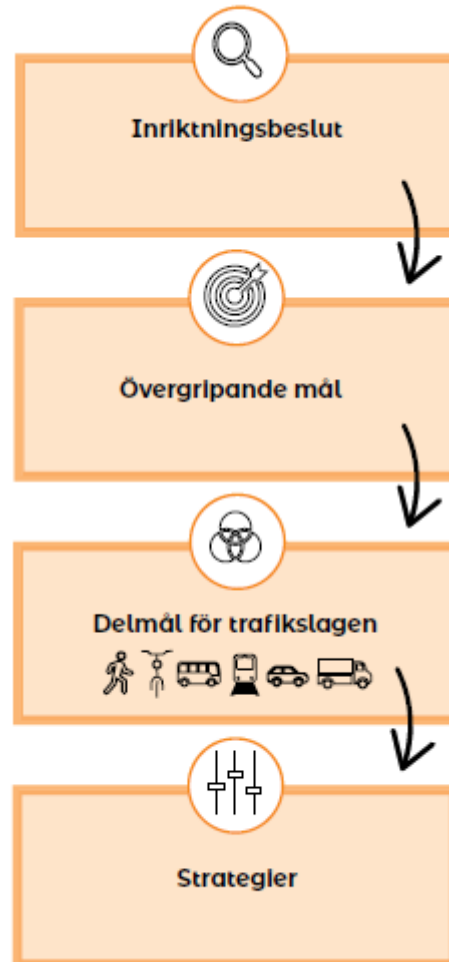 Inriktningsbeslut
Övergripande mål
Delmål för trafikslagen
Strategier